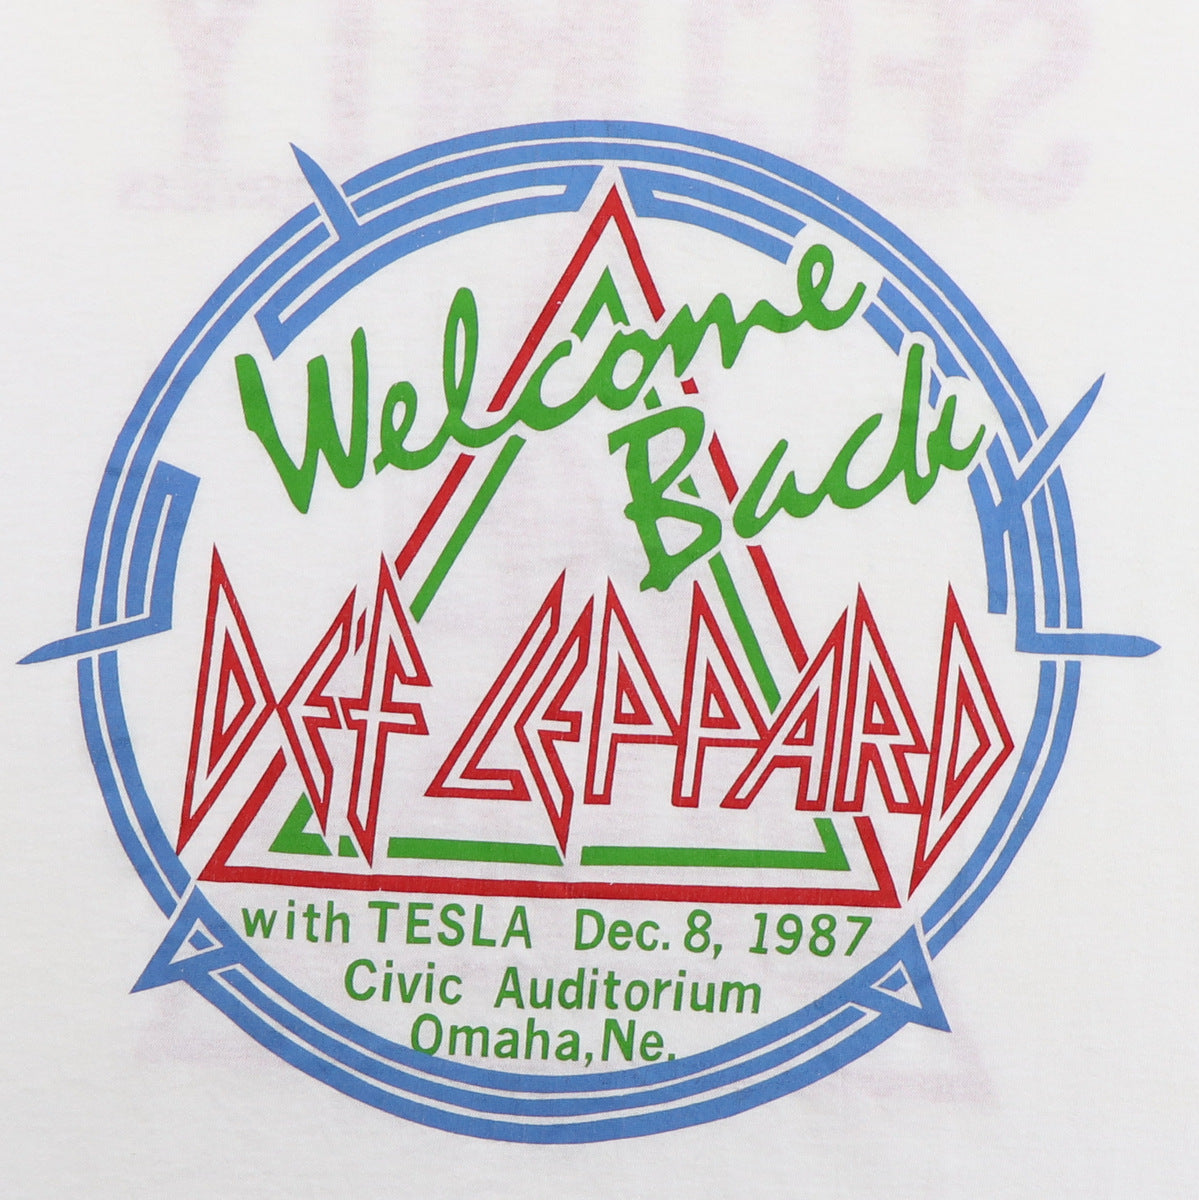 Welcome
Back
DEF LEPPARD
with TESLA Dec. 8, 1987
Civic Auditorium
Omaha, Ne.